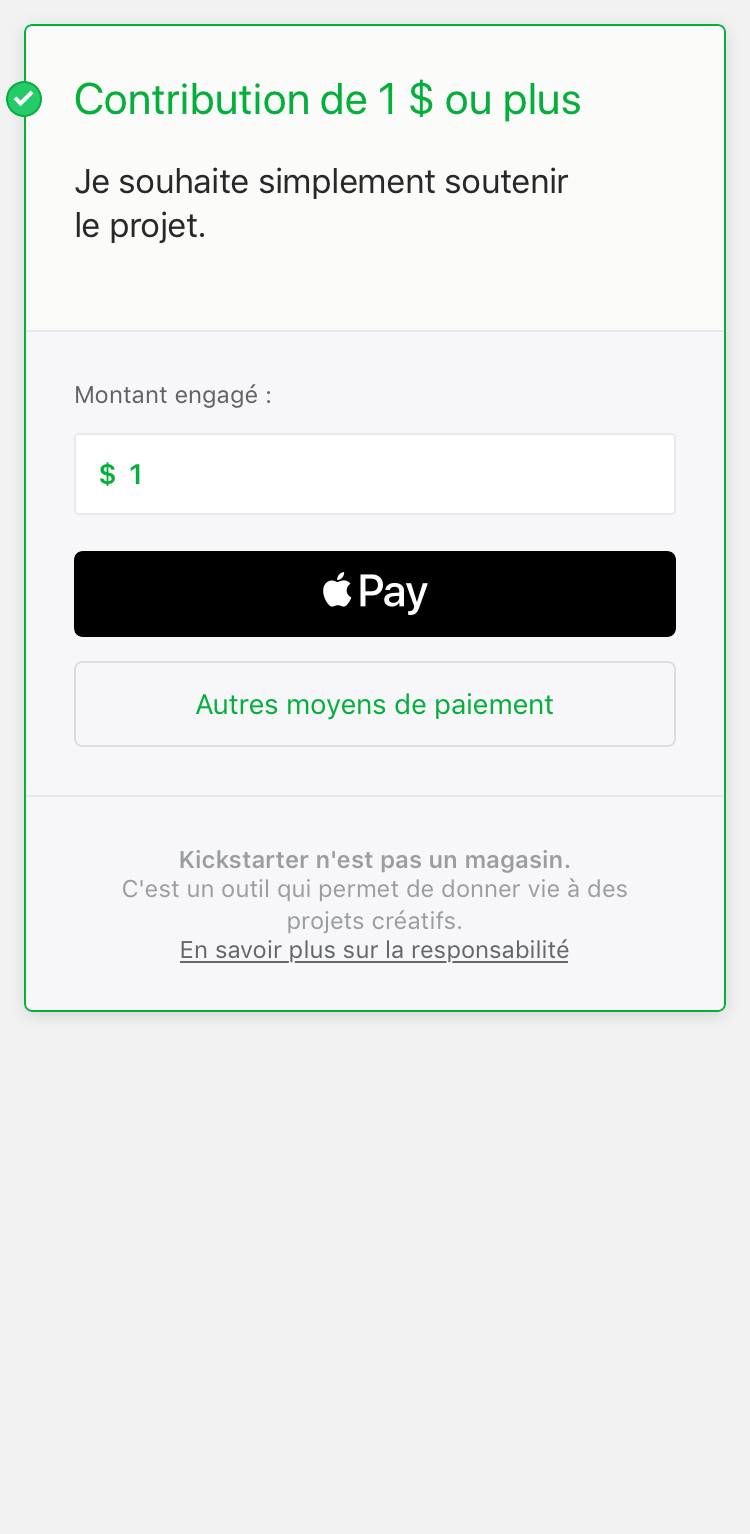 Contribution de 1 $ ou plus
Je souhaite simplement soutenir
le projet.
Montant engagé :
$ 1
Pay
Autres moyens de paiement
Kickstarter n'est pas un magasin.
C'est un outil qui permet de donner vie à des
projets créatifs.
En savoir plus sur la responsabilité